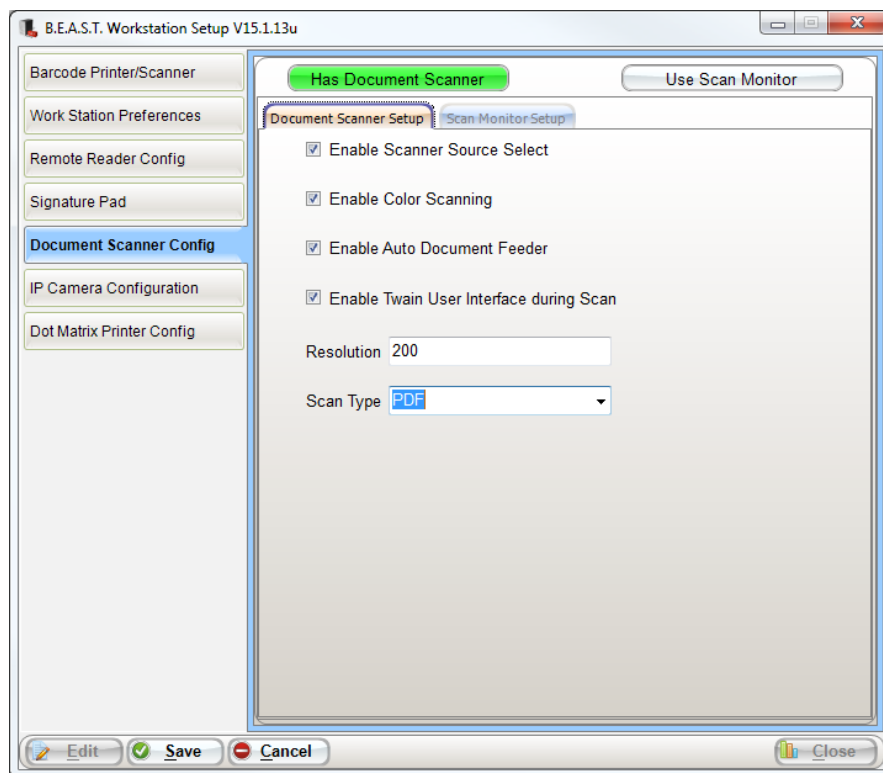 B.E.A.S.T. Workstation Setup V15.1.13u
Barcode Printer/Scanner
Work Station Preferences
Remote Reader Config
Signature Pad
Document Scanner Config
IP Camera Configuration
Dot Matrix Printer Config
Has Document Scanner
Use Scan Monitor
Document Scanner Setup
Scan Monitor Setup
Enable Scanner Source Select
Enable Color Scanning
Enable Auto Document Feeder
Enable Twain User Interface during Scan
Resolution 200
Scan Type PDF
Edit
Save
Cancel
Close